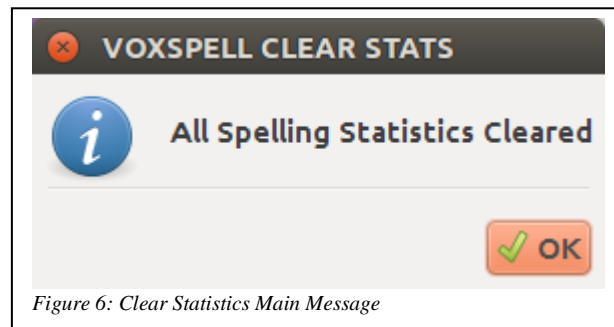 VOXSPELL CLEAR STATS
All Spelling Statistics Cleared
OK
Figure 6: Clear Statistics Main Message